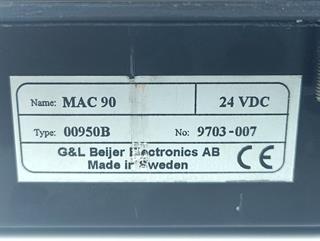 Name: MAC 90 24 VDC
Type: 00950B No: 9703-007
G&L Beijer Electronics AB
Made in Sweden CE